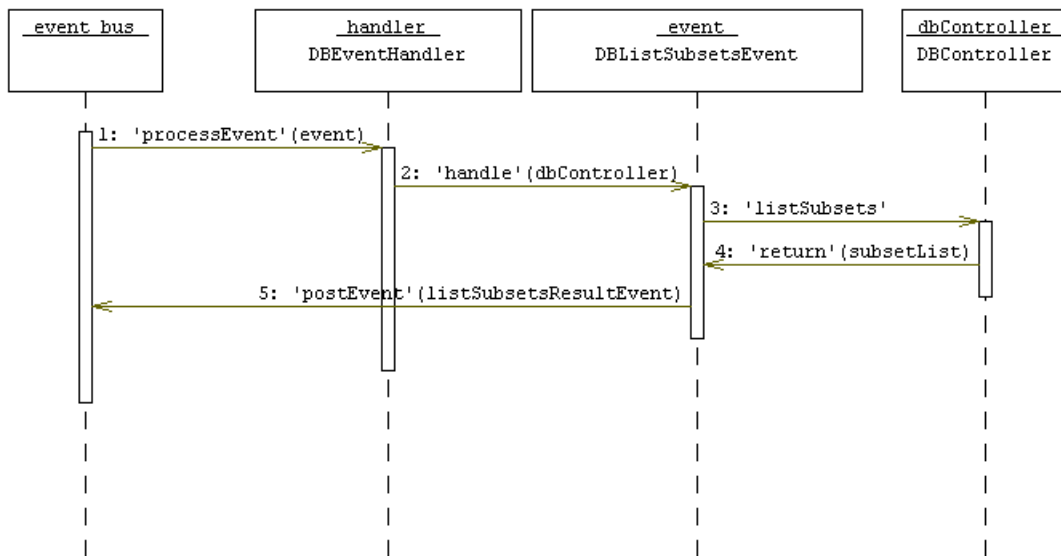 event bus
handler
DBEventHandler
event
DBListSubsetsEvent
dbController
DBController
1: 'processEvent'(event)
2: 'handle'(dbController)
3: 'listSubsets'
4: 'return'(subsetList)
5: 'postEvent'(listSubsetsResultEvent)